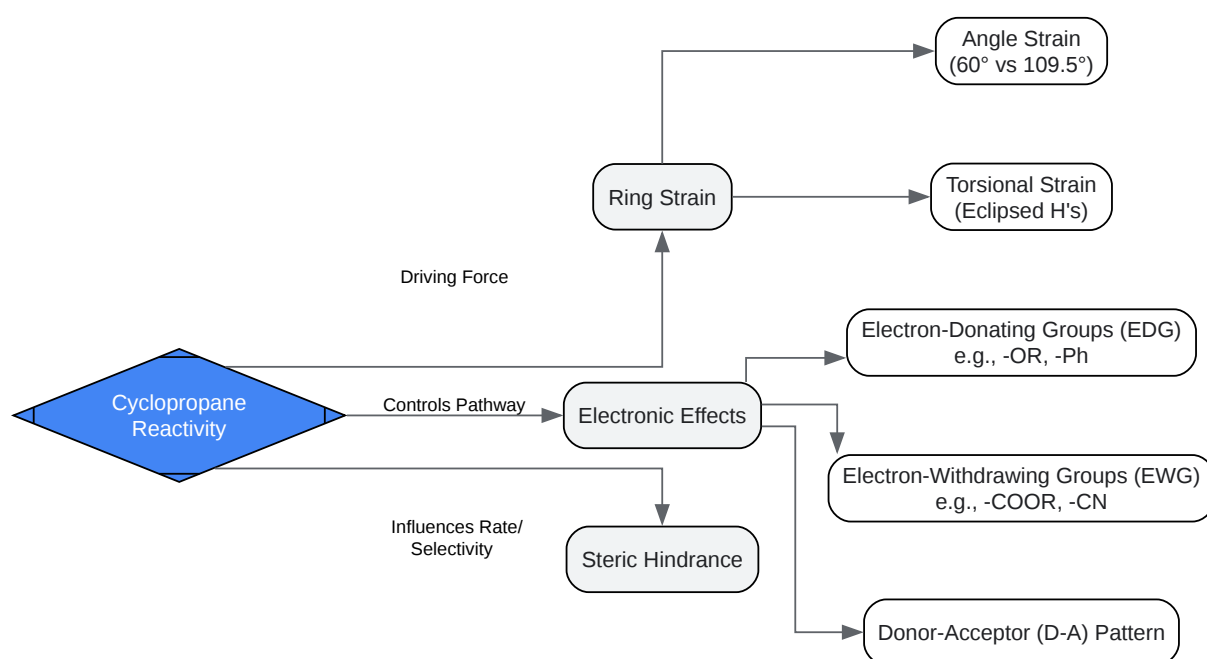 Angle Strain
(60° vs 109.5°)
Ring Strain
Torsional Strain
(Eclipsed H's)
Driving Force
Electron-Donating Groups (EDG)
e.g., -OR, -Ph
Cyclopropane
Reactivity
Controls Pathway
Electronic Effects
Electron-Withdrawing Groups (EWG)
e.g., -COOR, -CN
Influences Rate/
Selectivity
Steric Hindrance
Donor-Acceptor (D-A) Pattern